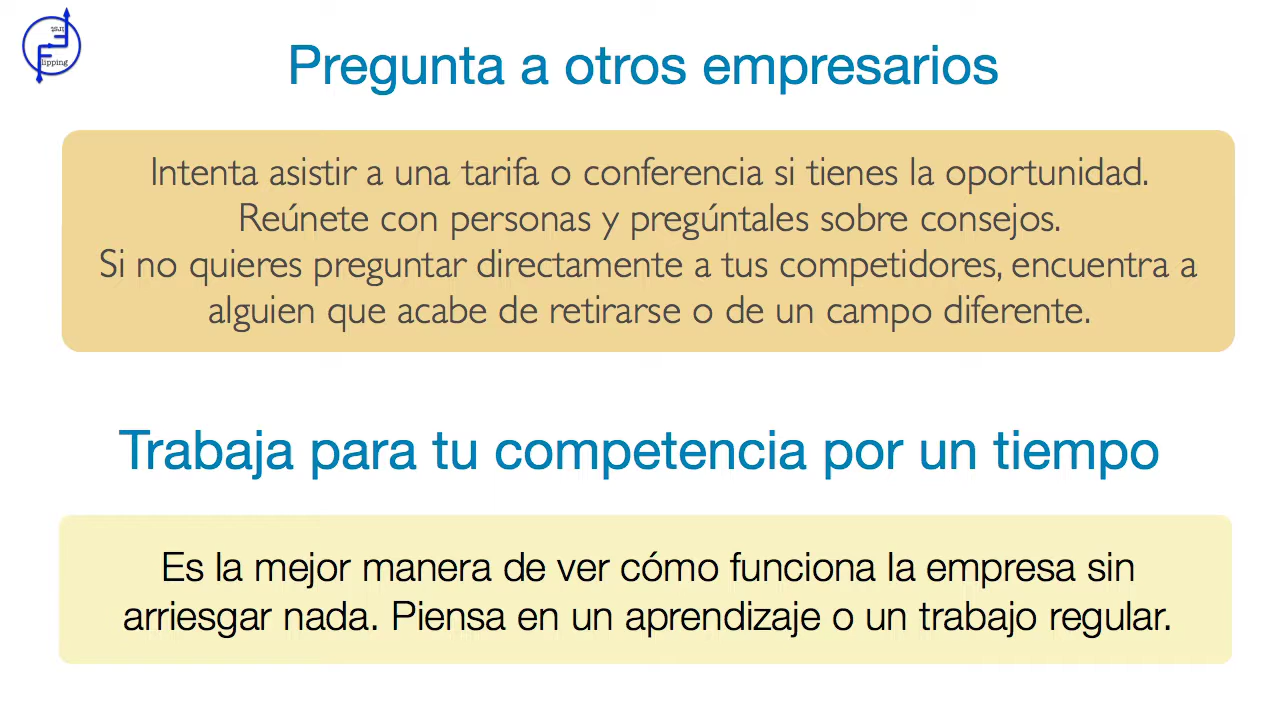 first
Flipping
Pregunta a otros empresarios
Intenta asistir a una tarifa o conferencia si tienes la oportunidad.
Reúnete con personas y pregúntales sobre consejos.
Si no quieres preguntar directamente a tus competidores, encuentra a
alguien que acabe de retirarse o de un campo diferente.
Trabaja para tu competencia por un tiempo
Es la mejor manera de ver cómo funciona la empresa sin
arriesgar nada. Piensa en un aprendizaje o un trabajo regular.